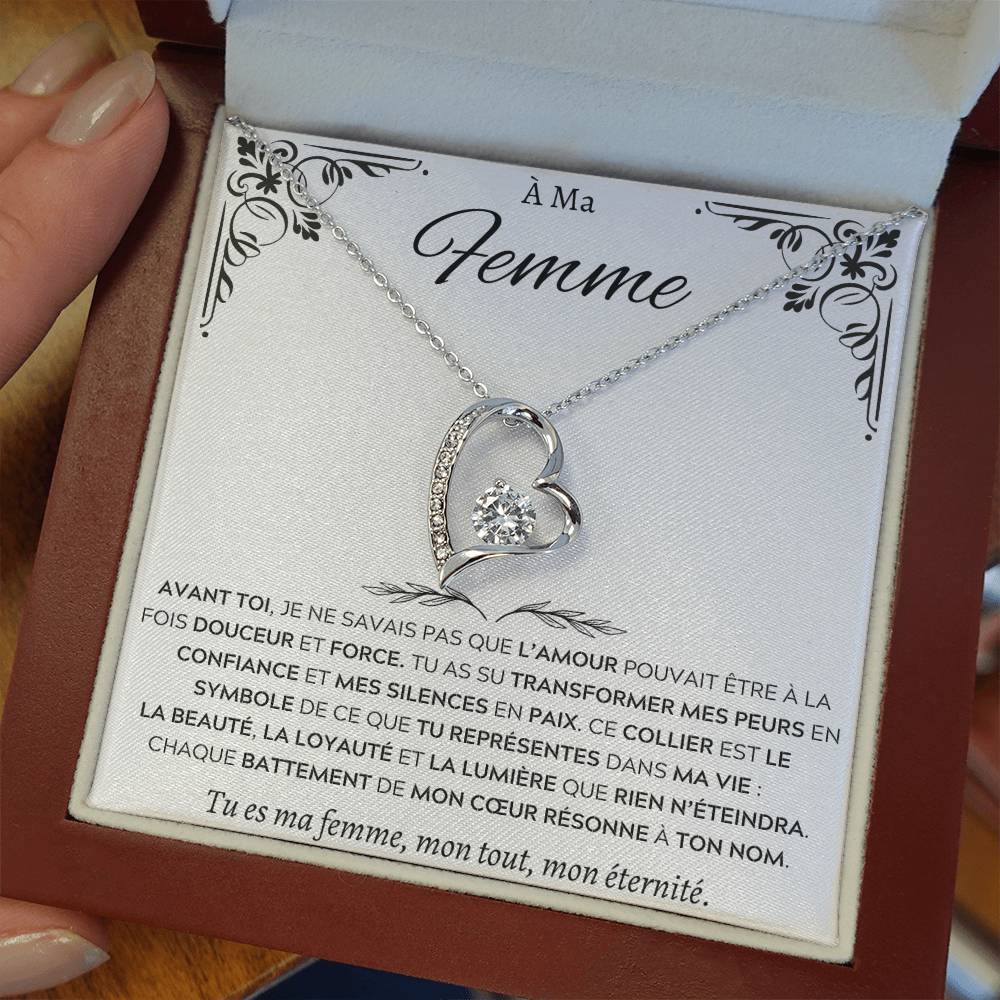 À Ma
Femme
AVANT TOI, JE NE SAVAIS PAS QUE L'AMOUR POUVAIT ÊTRE À LA
FOIS DOUCEUR ET FORCE. TU AS SU TRANSFORMER MES PEURS EN
CONFIANCE ET MES SILENCES EN PAIX. CE COLLIER EST LE
SYMBOLE DE CE QUE TU REPRÉSENTES DANS MA VIE :
LA BEAUTÉ, LA LOYAUTÉ ET LA LUMIÈRE QUE RIEN N'ÉTEINDRA.
CHAQUE BATTEMENT DE MON CŒUR RÉSONNE À TON NOM.
Tu es ma femme, mon tout, mon éternité.